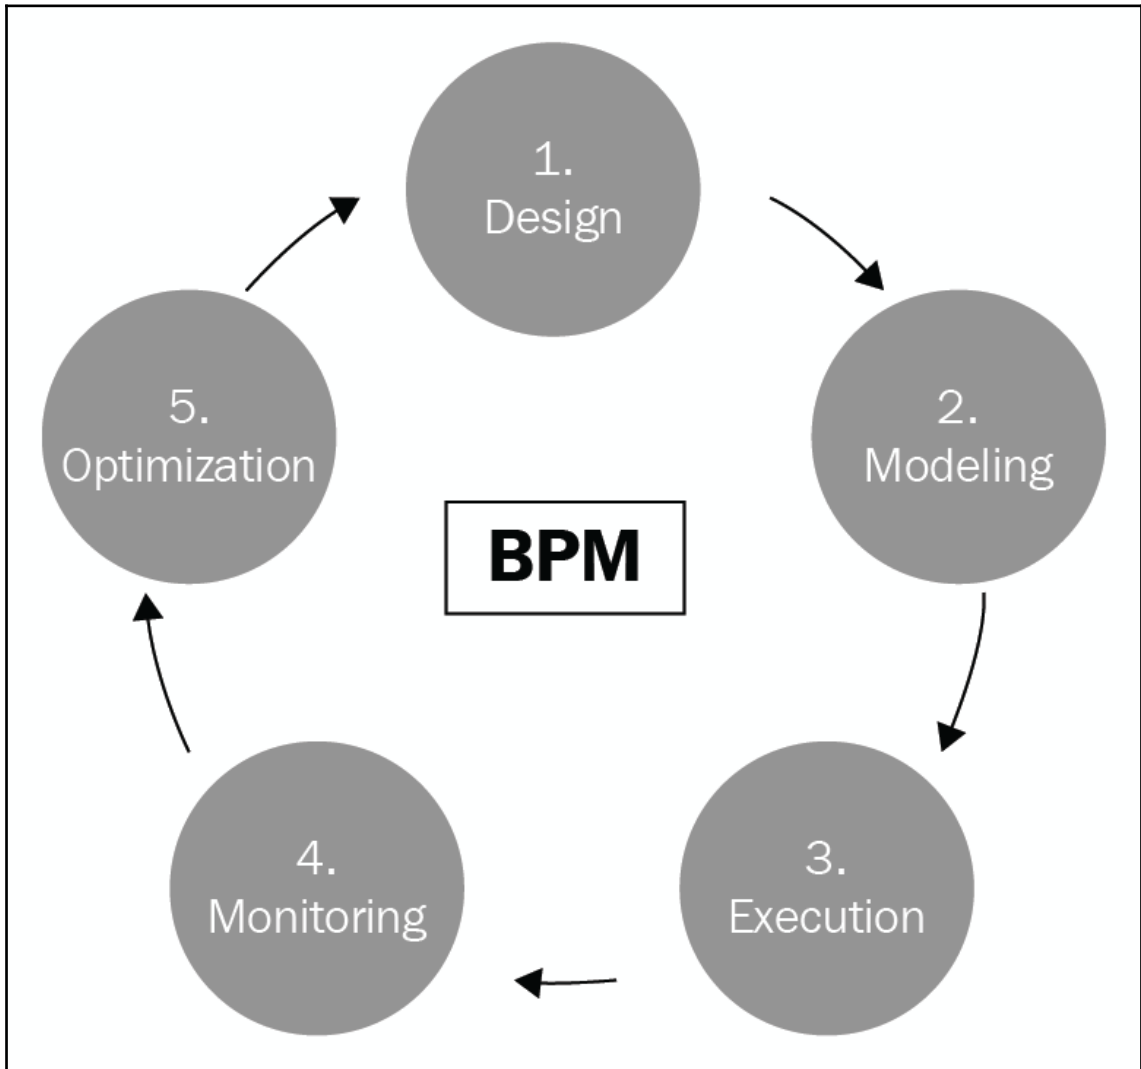 1.
Design
2.
Modeling
3.
Execution
4.
Monitoring
5.
Optimization
BPM